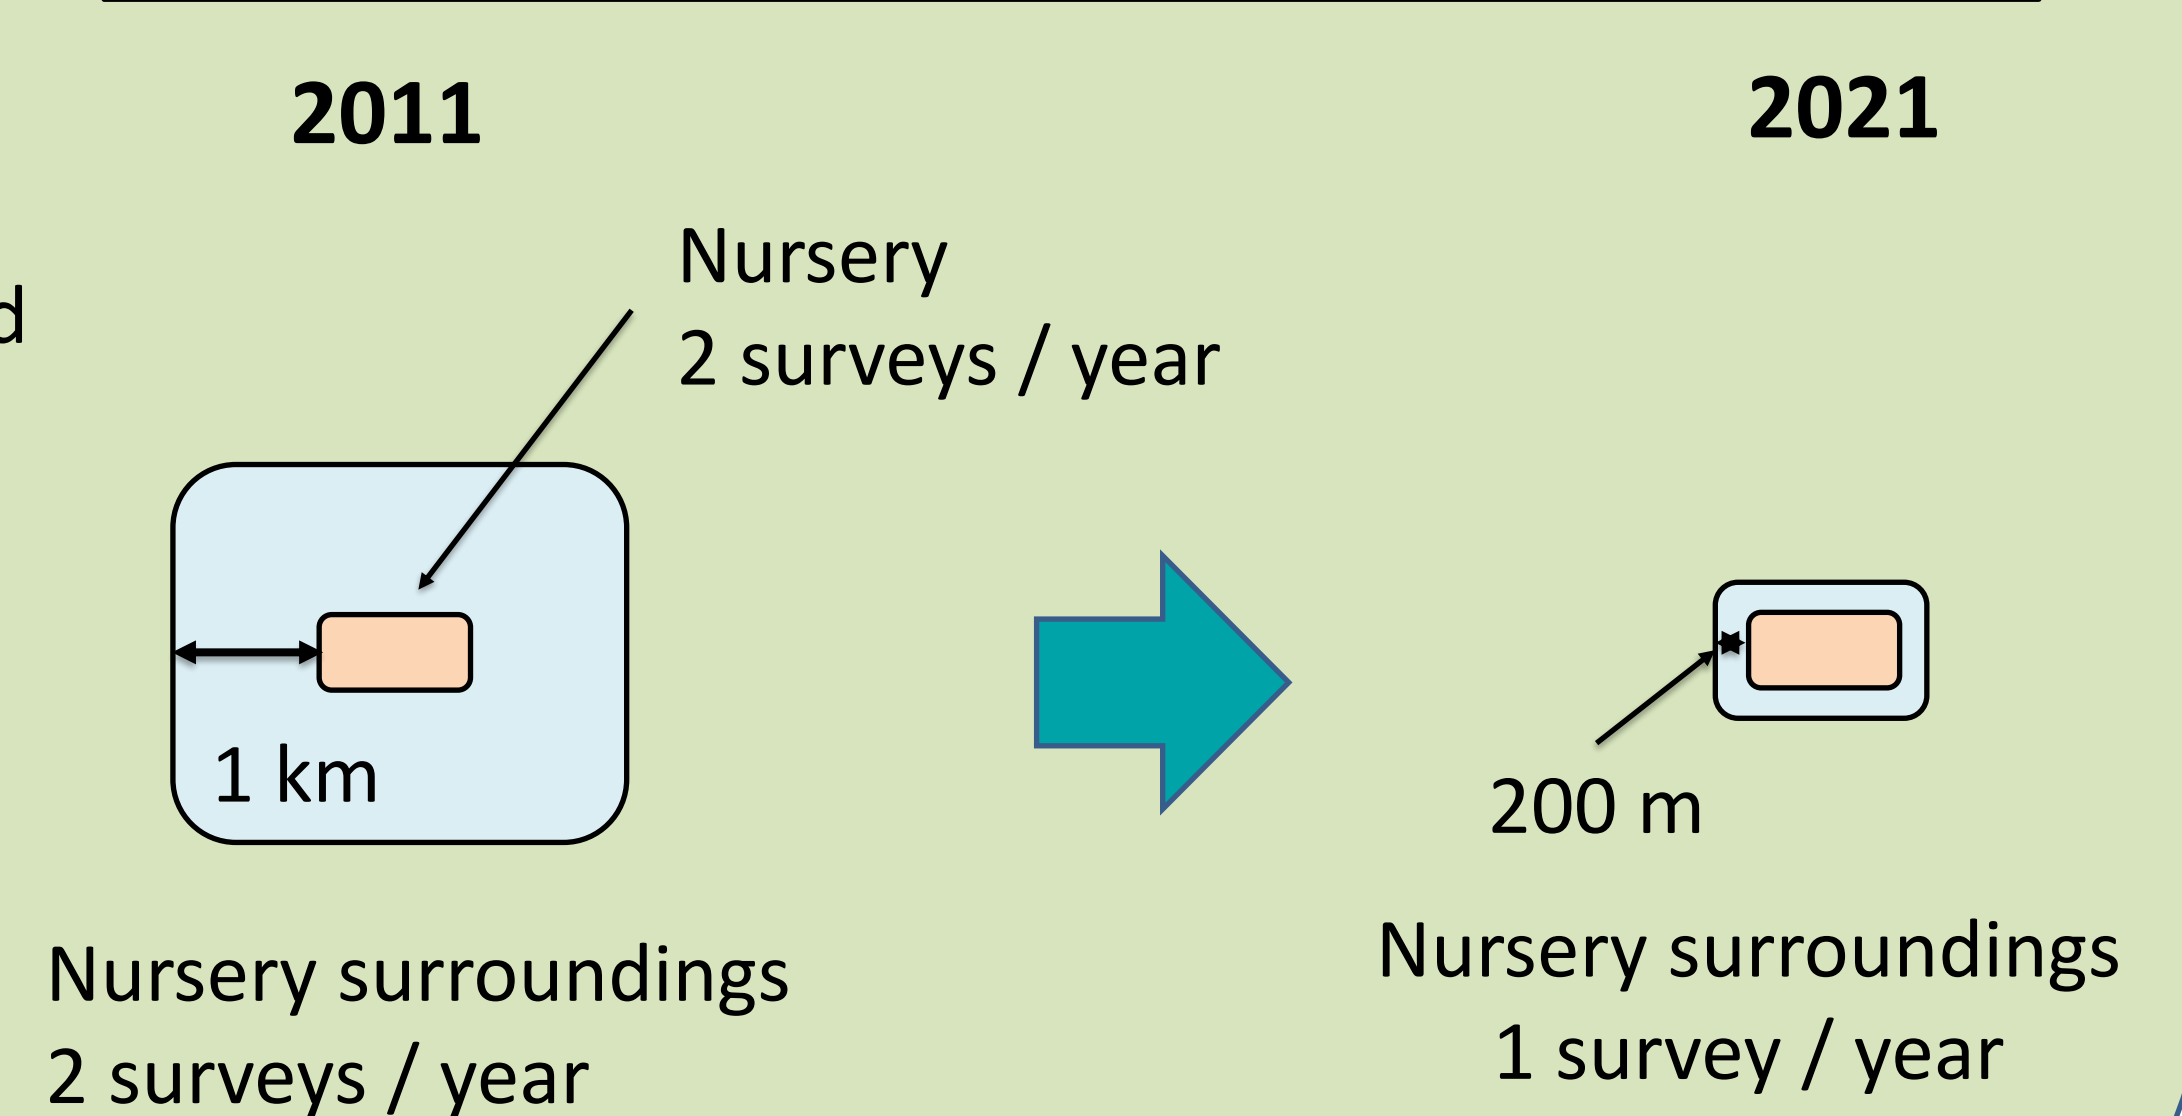 2011
2021
Nursery
2 surveys / year
d
1 km
200 m
Nursery surroundings
2 surveys / year
Nursery surroundings
1 survey / year